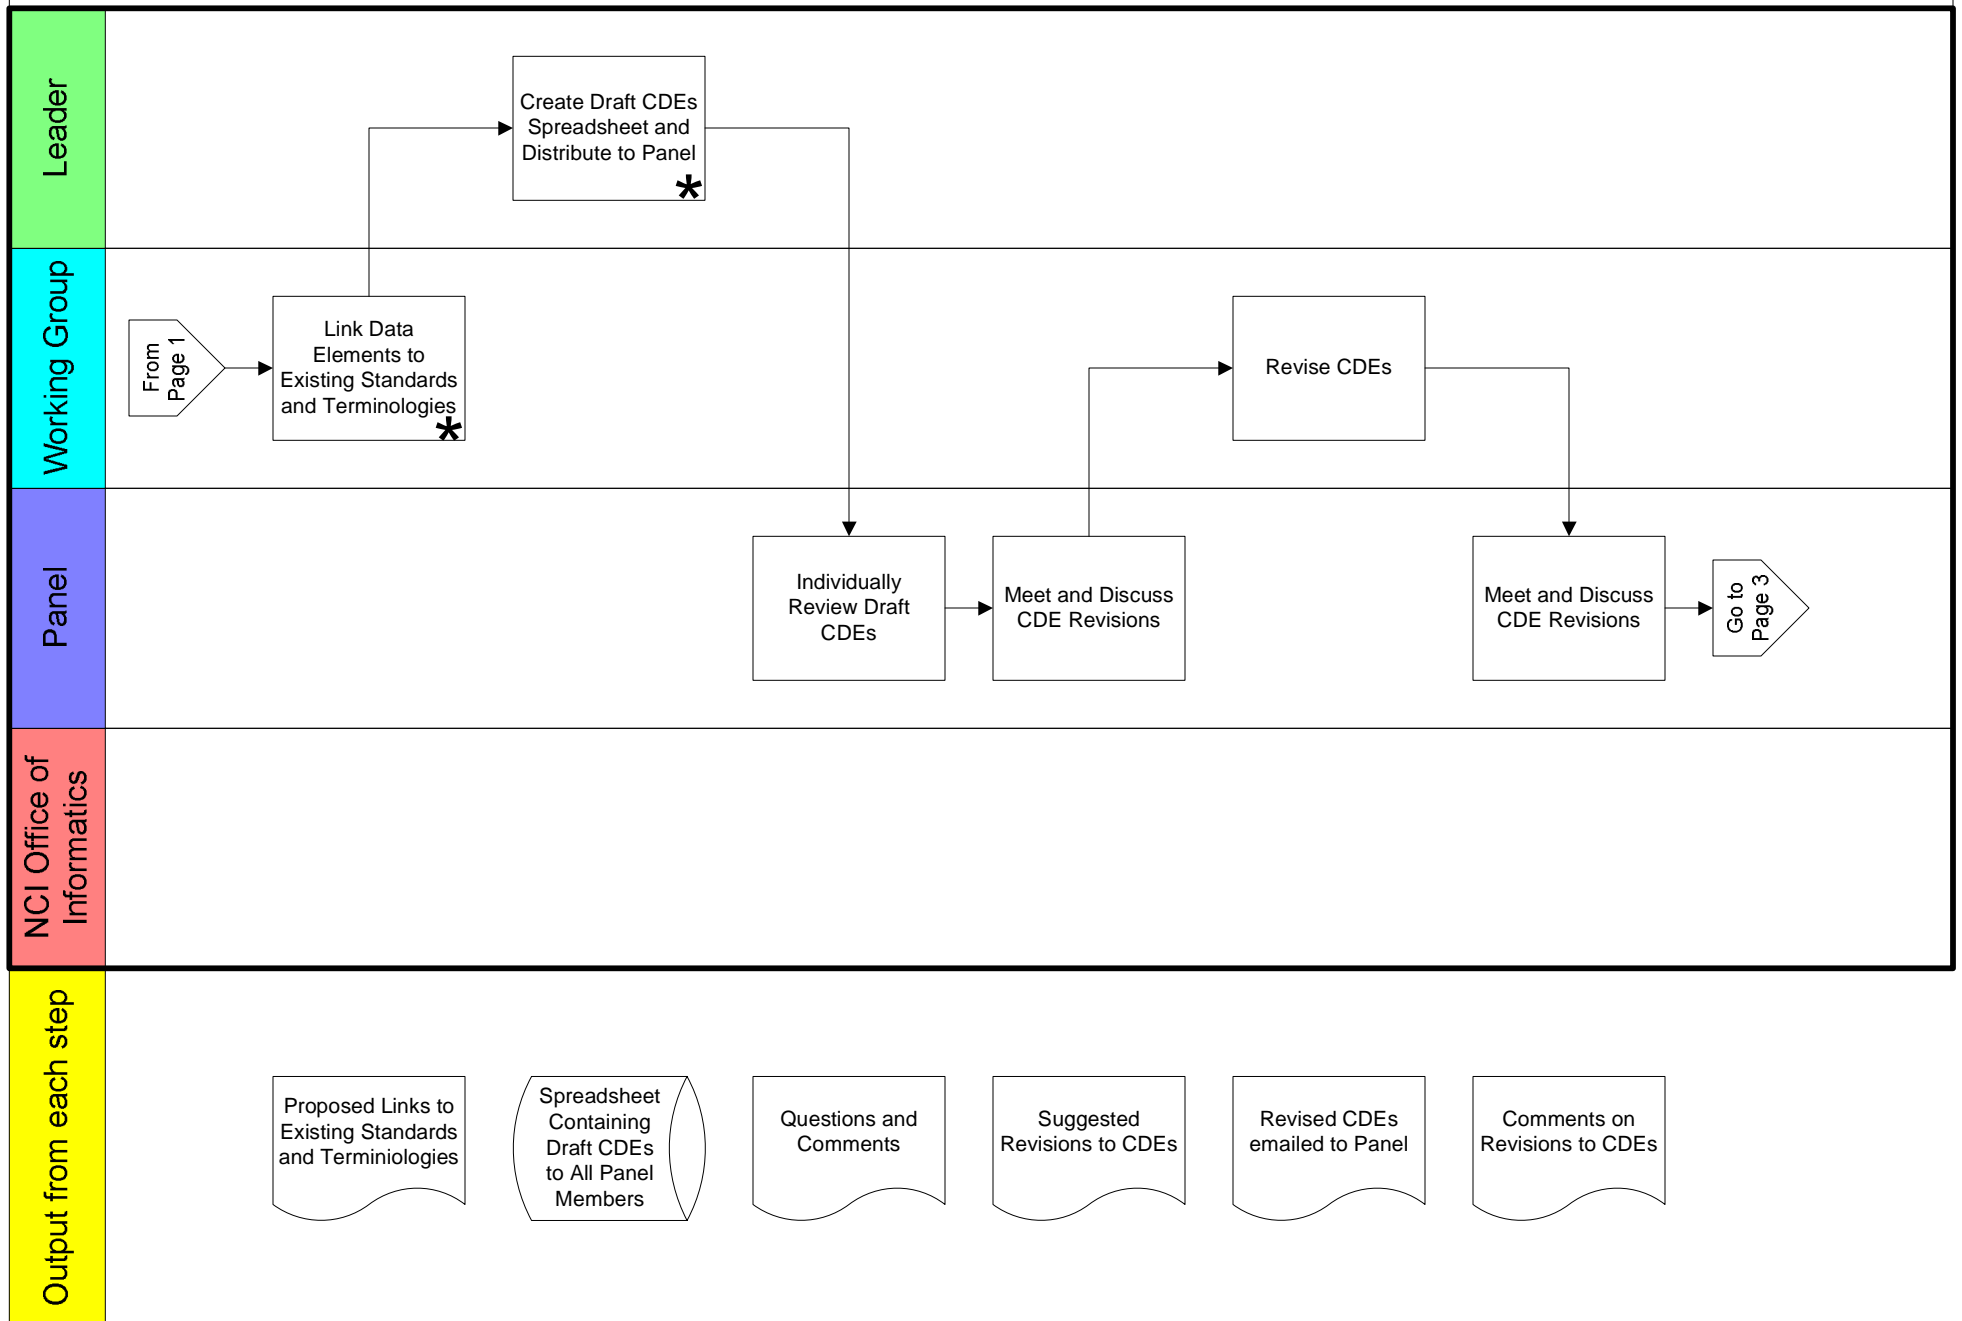 Leader
Create Draft CDEs
Spreadsheet and
Distribute to Panel
*
Working Group
From
Page 1
Link Data
Elements to
Existing Standards
and Terminologies
*
Revise CDEs
Panel
Individually
Review Draft
CDEs
Meet and Discuss
CDE Revisions
Meet and Discuss
CDE Revisions
Go to
Page 3
NCI Office of
Informatics
Output from each step
Proposed Links to
Existing Standards
and Terminiologies
Spreadsheet
Containing
Draft CDEs
to All Panel
Members
Questions and
Comments
Suggested
Revisions to CDEs
Revised CDEs
emailed to Panel
Comments on
Revisions to CDEs